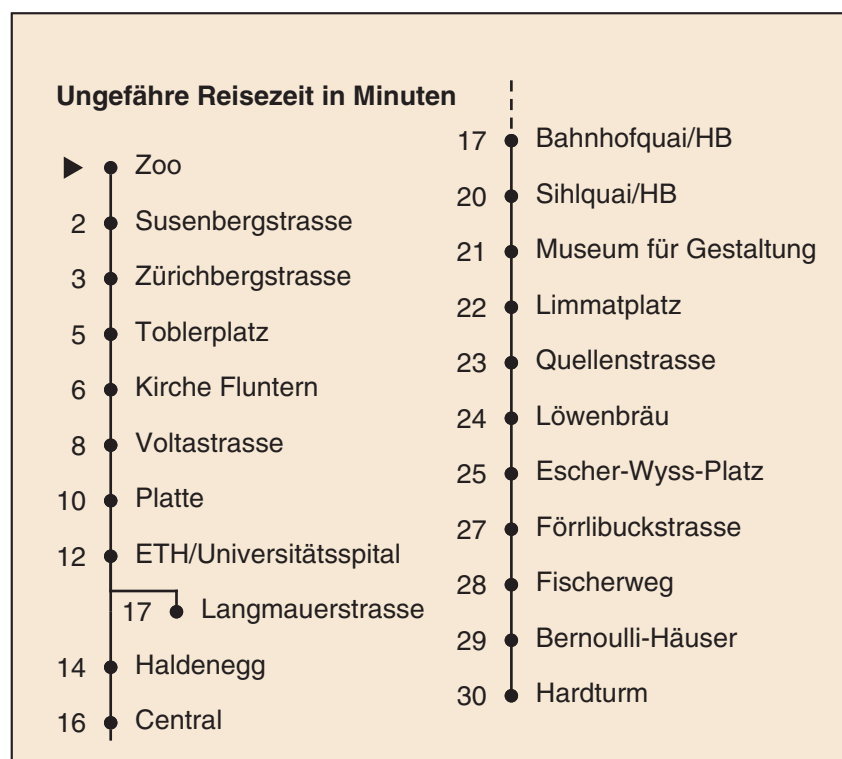 Ungefähre Reisezeit in Minuten
Zoo
2 Susenbergstrasse
3 Zürichbergstrasse
5 Toblerplatz
6 Kirche Fluntern
8 Voltastrasse
10 Platte
12 ETH/Universitätsspital
17 Langmauerstrasse
14 Haldenegg
16 Central
17 Bahnhofquai/HB
20 Sihlquai/HB
21 Museum für Gestaltung
22 Limmatplatz
23 Quellenstrasse
24 Löwenbräu
25 Escher-Wyss-Platz
27 Förrlibuckstrasse
28 Fischerweg
29 Bernoulli-Häuser
30 Hardturm